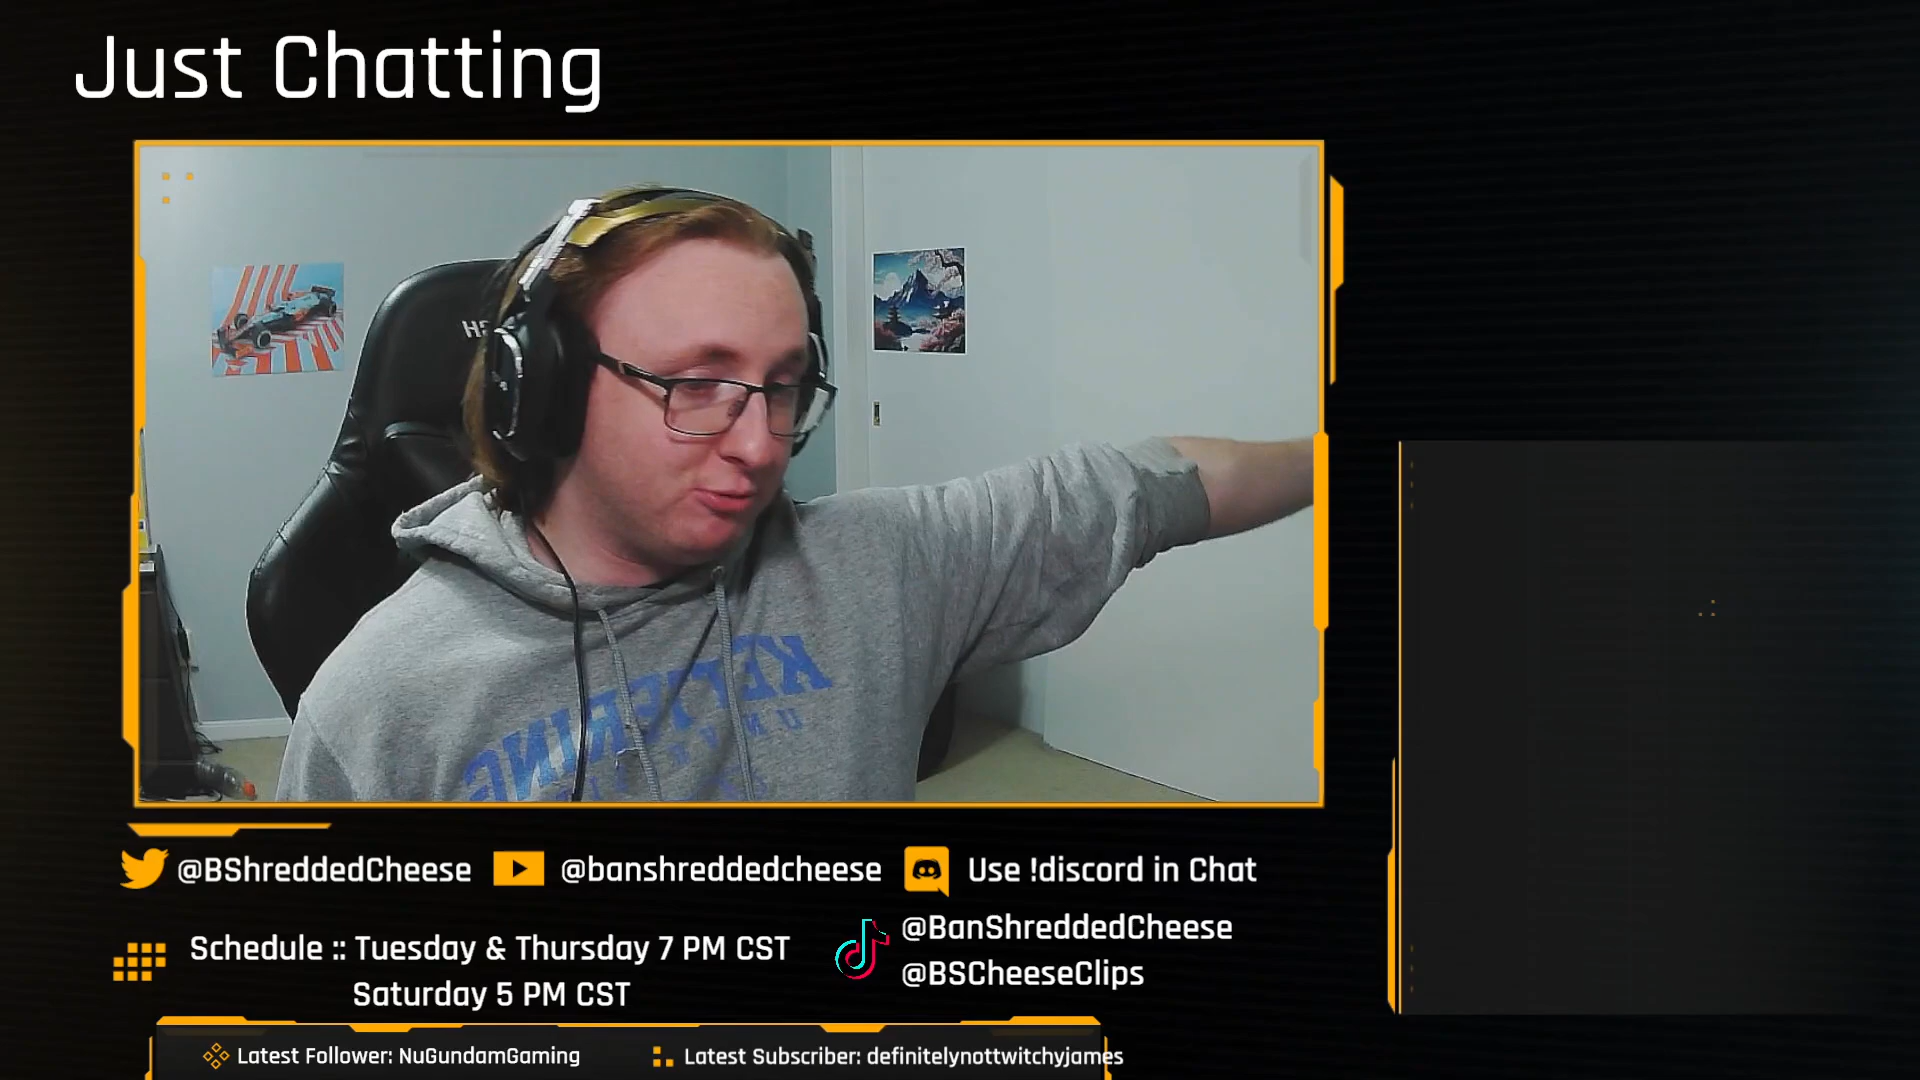 Just Chatting
KETTERING
@BShreddedCheese
@banshreddedcheese
Use !discord in Chat
Schedule :: Tuesday & Thursday 7 PM CST
Saturday 5 PM CST
@BanShreddedCheese
@BSCheeseClips
Latest Follower: NuGundamGaming
Latest Subscriber: definitelynottwitchyjames